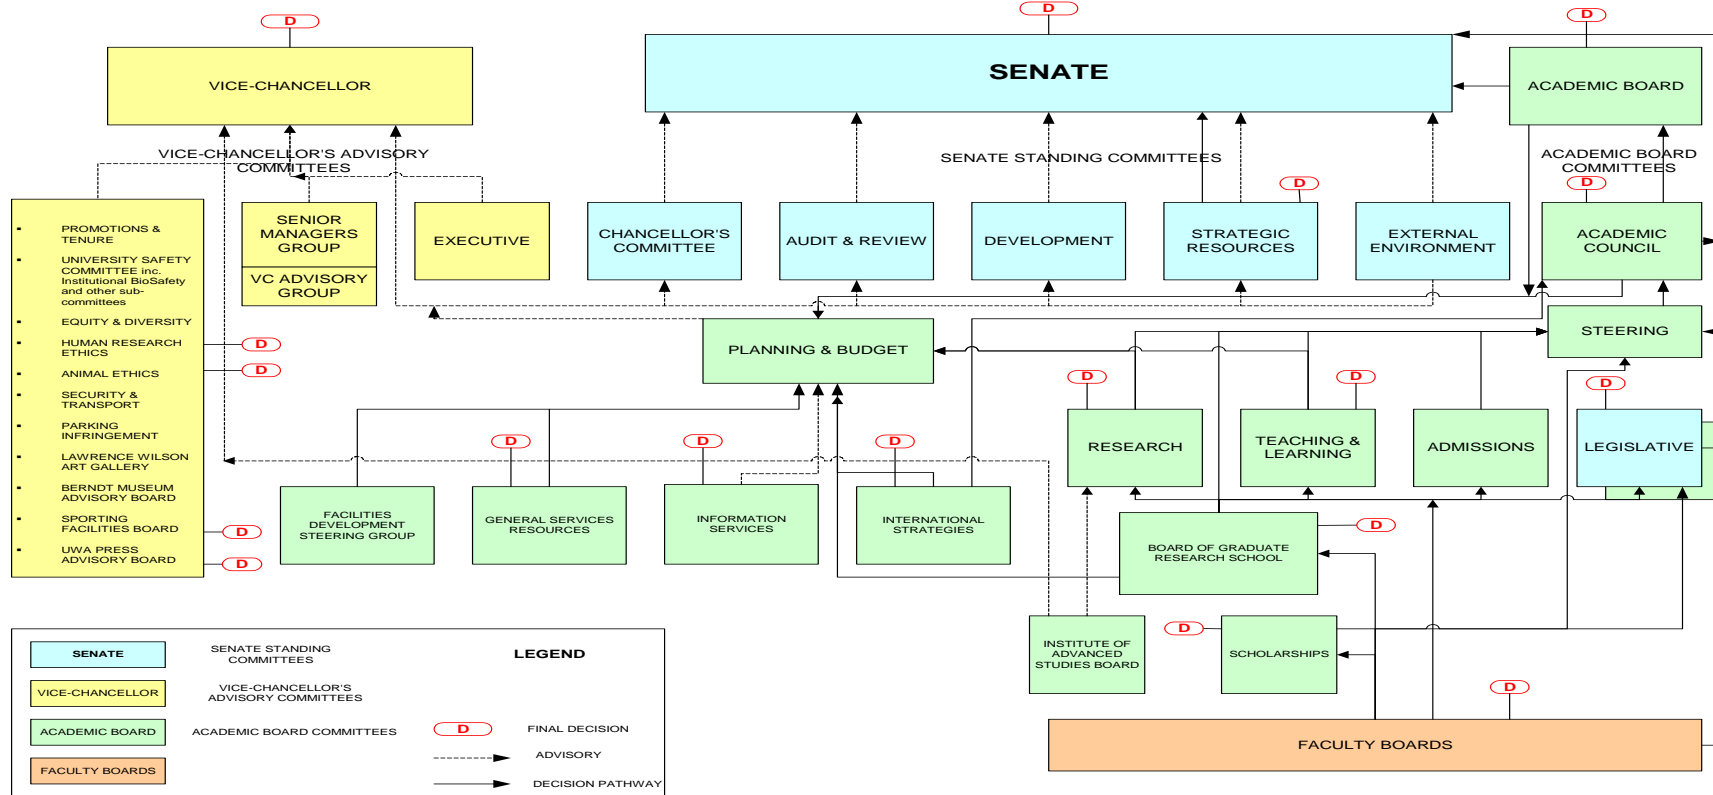 D
D
D
VICE-CHANCELLOR
SENATE
ACADEMIC BOARD
VICE-CHANCELLOR'S ADVISORY
COMMITTEES
SENATE STANDING COMMITTEES
ACADEMIC BOARD
COMMITTEES
D
D
PROMOTIONS &
TENURE
UNIVERSITY SAFETY
COMMITTEE inc.
Institutional BioSafety
and other sub-
committees
EQUITY & DIVERSITY
HUMAN RESEARCH
ETHICS
ANIMAL ETHICS
SECURITY &
TRANSPORT
PARKING
INFRINGEMENT
LAWRENCE WILSON
ART GALLERY
BERNDT MUSEUM
ADVISORY BOARD
SPORTING
FACILITIES BOARD
UWA PRESS
ADVISORY BOARD
D
D
D
D
SENIOR
MANAGERS
GROUP
VC ADVISORY
GROUP
EXECUTIVE
CHANCELLOR'S
COMMITTEE
AUDIT & REVIEW
DEVELOPMENT
STRATEGIC
RESOURCES
EXTERNAL
ENVIRONMENT
ACADEMIC
COUNCIL
STEERING
PLANNING & BUDGET
D
D
D
RESEARCH
TEACHING &
LEARNING
ADMISSIONS
LEGISLATIVE
D
D
D
FACILITIES
DEVELOPMENT
STEERING GROUP
GENERAL SERVICES
RESOURCES
INFORMATION
SERVICES
INTERNATIONAL
STRATEGIES
BOARD OF GRADUATE
RESEARCH SCHOOL
D
INSTITUTE OF
ADVANCED
STUDIES BOARD
D
SCHOLARSHIPS
D
FACULTY BOARDS
LEGEND
SENATE
SENATE STANDING
COMMITTEES
VICE-CHANCELLOR
VICE-CHANCELLOR'S
ADVISORY COMMITTEES
ACADEMIC BOARD
ACADEMIC BOARD COMMITTEES
FACULTY BOARDS
D
FINAL DECISION
ADVISORY
DECISION PATHWAY